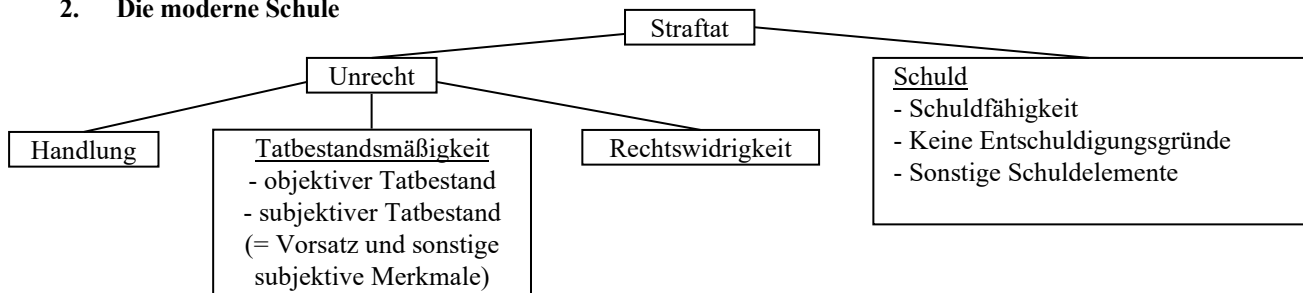 2. Die moderne Schule
Straftat
Unrecht
Handlung
Tatbestandsmäßigkeit
- objektiver Tatbestand
- subjektiver Tatbestand
(= Vorsatz und sonstige
subjektive Merkmale)
Rechtswidrigkeit
Schuld
- Schuldfähigkeit
- Keine Entschuldigungsgründe
- Sonstige Schuldelemente